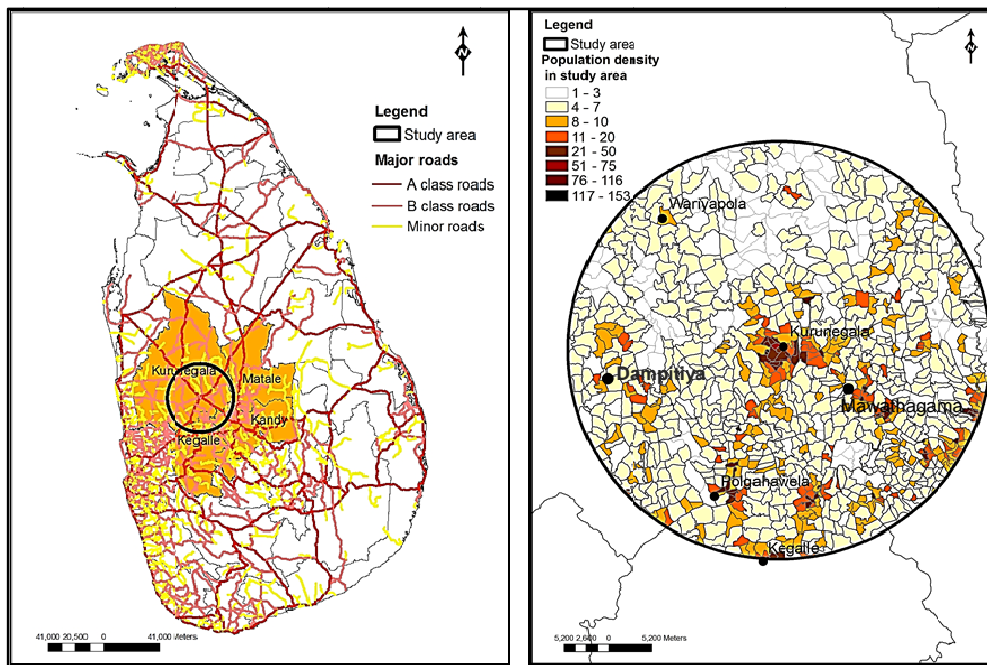 N
Legend
Study area
Major roads
A class roads
B class roads
Minor roads
Kurunegala
Matale
Kandy
Kegalle
41,000 20,500 0 41,000 Meters
Legend
Study area
Population density
in study area
1 - 3
4 - 7
8 - 10
11 - 20
21 - 50
51 - 75
76 - 116
117 - 153
N
Wariyapola
Kurunegala
Dampitiya
Mawathagama
Polgahawela
Kegalle
5,200 2,600 0 5,200 Meters